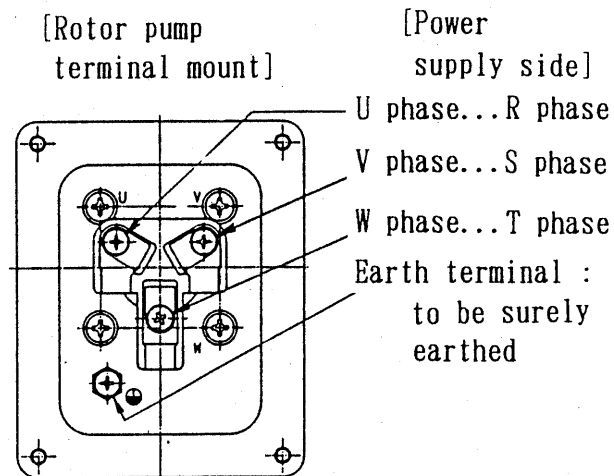 [Rotor pump
terminal mount]
[Power
supply side]
U phase...R phase
V phase...S phase
W phase...T phase
Earth terminal :
to be surely
earthed
U
V
W